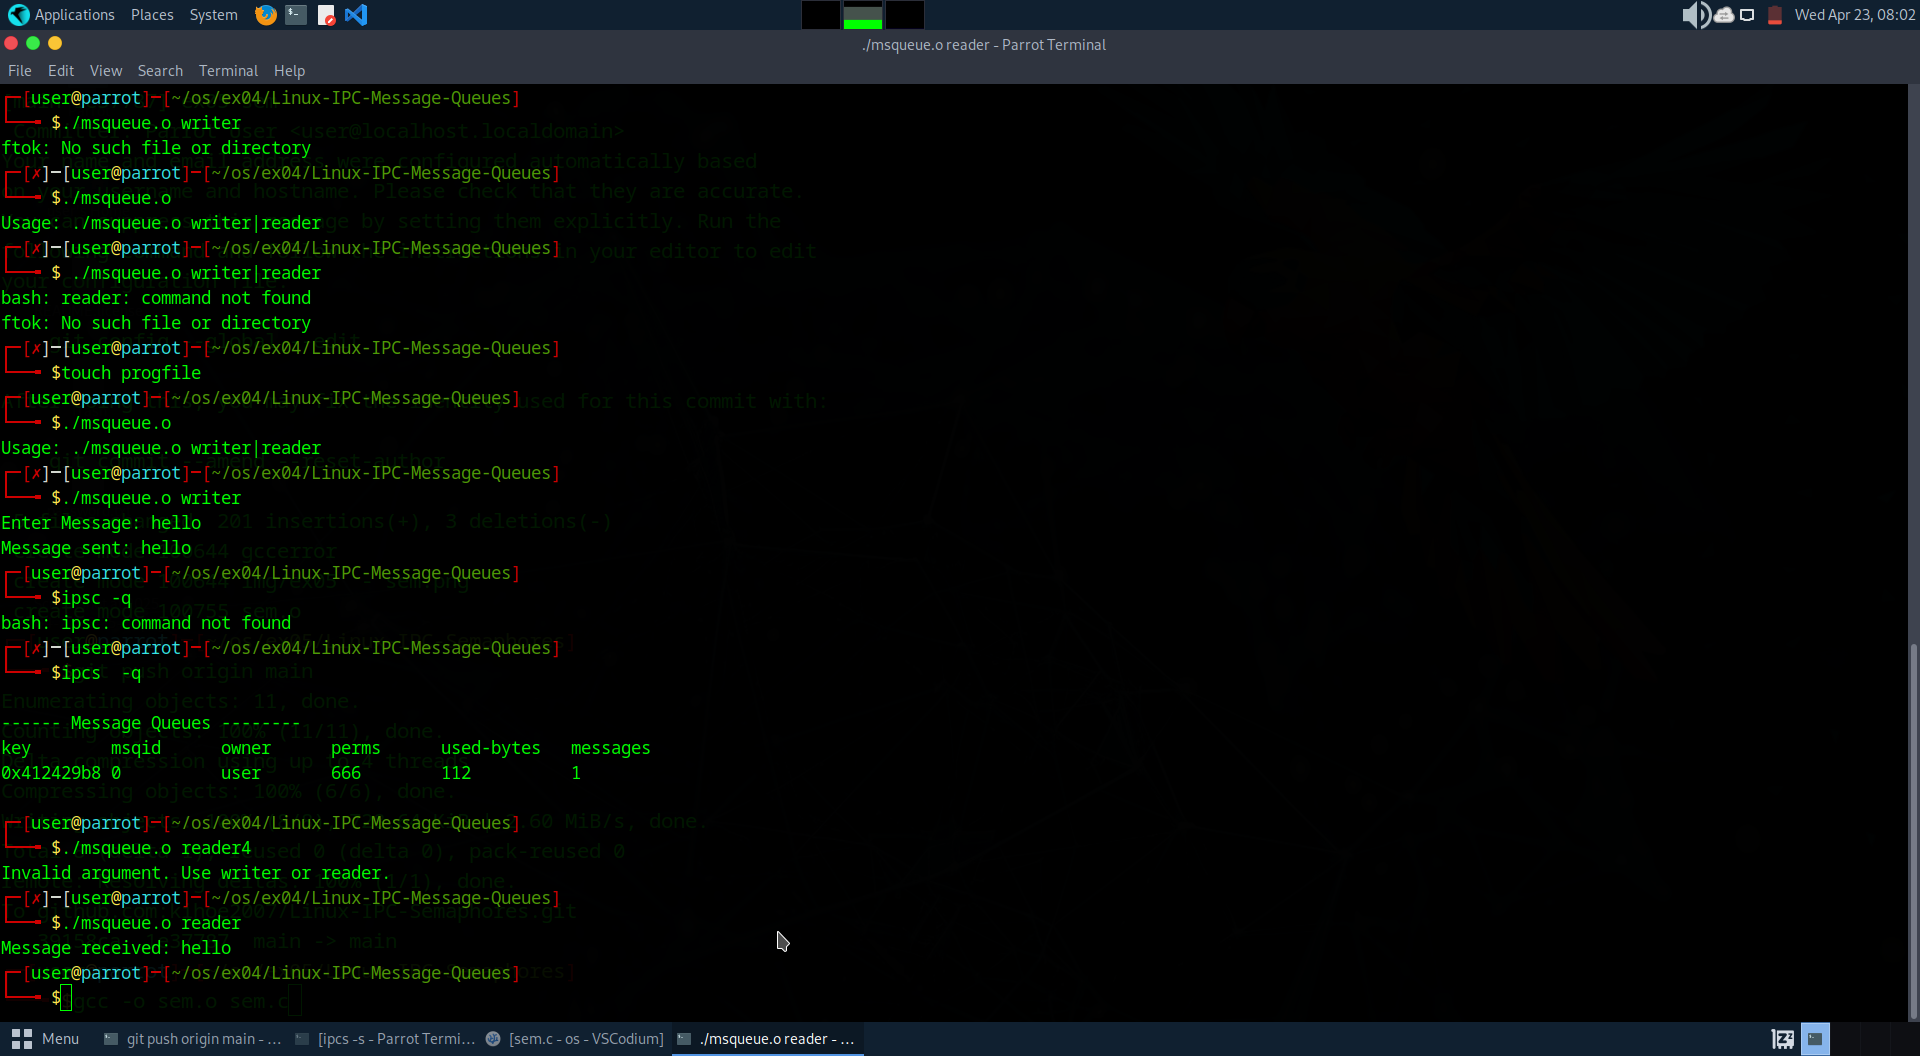 Applications Places System Wed Apr 23, 08:02
./msqueue.o reader - Parrot Terminal
File Edit View Search Terminal Help
┌─[user@parrot]─[~/os/ex04/Linux-IPC-Message-Queues]
└──╼ $./msqueue.o writer
ftok: No such file or directory
┌─[✗]─[user@parrot]─[~/os/ex04/Linux-IPC-Message-Queues]
└──╼ $./msqueue.o
Usage: ./msqueue.o writer|reader
┌─[✗]─[user@parrot]─[~/os/ex04/Linux-IPC-Message-Queues]
└──╼ $ ./msqueue.o writer|reader
bash: reader: command not found
ftok: No such file or directory
┌─[✗]─[user@parrot]─[~/os/ex04/Linux-IPC-Message-Queues]
└──╼ $touch progfile
┌─[user@parrot]─[~/os/ex04/Linux-IPC-Message-Queues]
└──╼ $./msqueue.o
Usage: ./msqueue.o writer|reader
┌─[✗]─[user@parrot]─[~/os/ex04/Linux-IPC-Message-Queues]
└──╼ $./msqueue.o writer
Enter Message: hello
Message sent: hello
┌─[user@parrot]─[~/os/ex04/Linux-IPC-Message-Queues]
└──╼ $ipsc -q
bash: ipsc: command not found
┌─[✗]─[user@parrot]─[~/os/ex04/Linux-IPC-Message-Queues]
└──╼ $ipcs  -q
------ Message Queues --------
key        msqid      owner      perms      used-bytes   messages
0x412429b8 0          user       666        112          1
┌─[user@parrot]─[~/os/ex04/Linux-IPC-Message-Queues]
└──╼ $./msqueue.o reader4
Invalid argument. Use writer or reader.
┌─[✗]─[user@parrot]─[~/os/ex04/Linux-IPC-Message-Queues]
└──╼ $./msqueue.o reader
Message received: hello
┌─[user@parrot]─[~/os/ex04/Linux-IPC-Message-Queues]
└──╼ $
Menu git push origin main - ... [ipcs -s - Parrot Termi... [sem.c - os - VSCodium] ./msqueue.o reader - ...